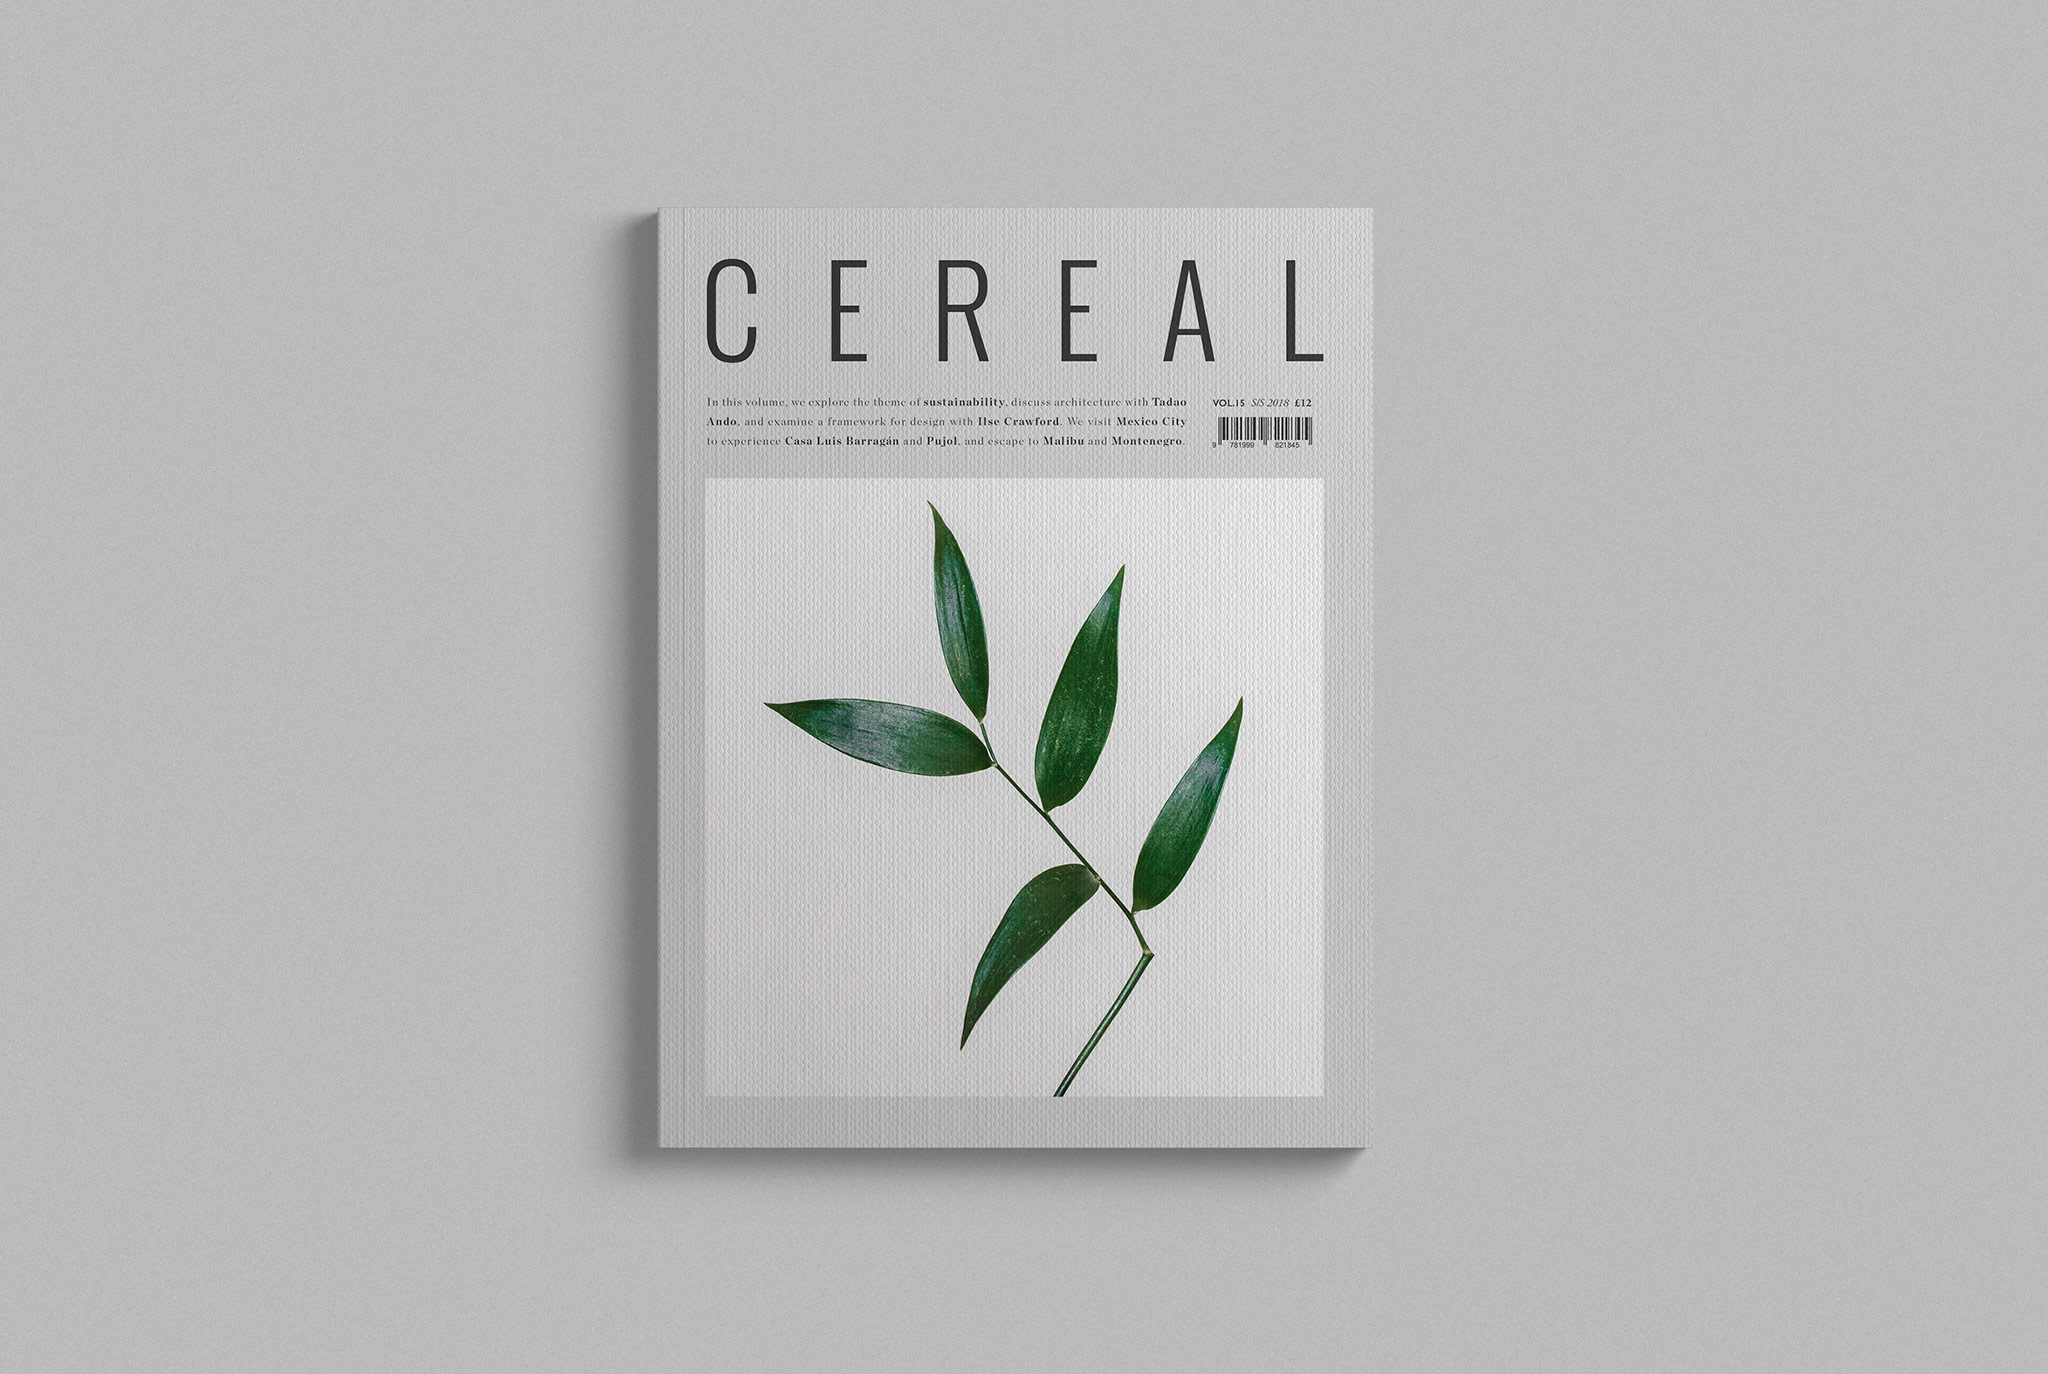 CEREAL
In this volume, we explore the theme of sustainability, discuss architecture with Tadao
Ando, and examine a framework for design with Ilse Crawford. We visit Mexico City
to experience Casa Luis Barragán and Pujol, and escape to Malibu and Montenegro.
VOL.15 S/S 2018 £12
9 781999 821845